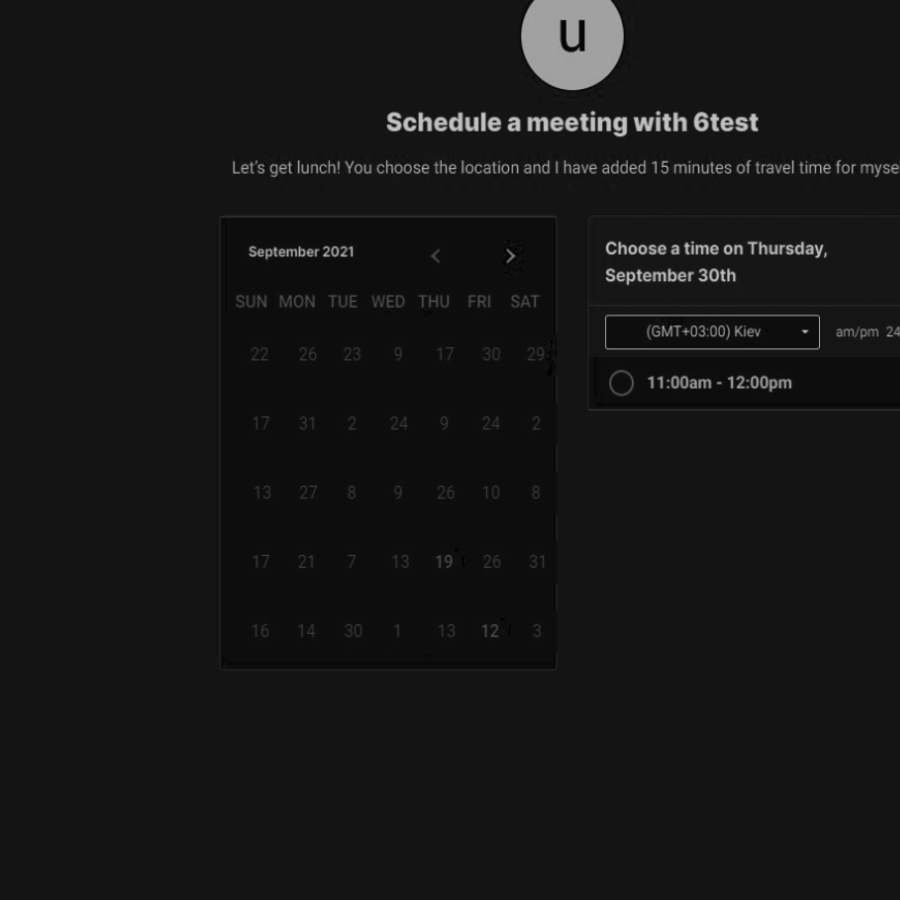 u
Schedule a meeting with 6test
Let's get lunch! You choose the location and I have added 15 minutes of travel time for myse
September 2021
SUN MON TUE WED THU FRI SAT
22 26 23 9 17 30 29
17 31 2 24 9 24 2
13 27 8 9 26 10 8
17 21 7 13 19 26 31
16 14 30 1 13 12 3
Choose a time on Thursday,
September 30th
(GMT+03:00) Kiev am/pm 24
11:00am - 12:00pm